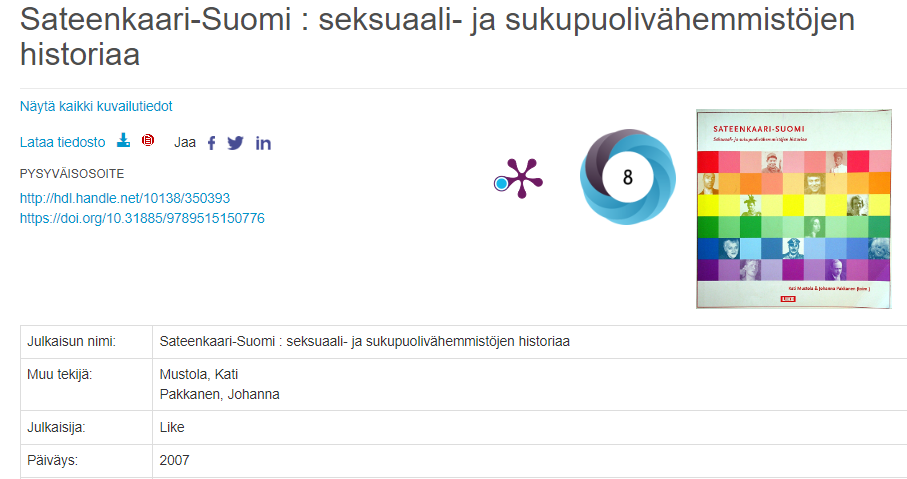 Sateenkaari-Suomi : seksuaali- ja sukupuolivähemmistöjen
historiaa
Näytä kaikki kuvailutiedot
Lataa tiedosto
Jaa
PYSYVÄISOSOITE
http://hdl.handle.net/10138/350393
https://doi.org/10.31885/9789515150776
8
SATEENKAARI-SUOMI
Seksuaali- ja sukupuolivähemmistöjen historiaa
Kati Mustola & Johanna Pakkanen (toim.)
LIKE
Julkaisun nimi: Sateenkaari-Suomi : seksuaali- ja sukupuolivähemmistöjen historiaa
Muu tekijä: Mustola, Kati
Pakkanen, Johanna
Julkaisija: Like
Päiväys: 2007